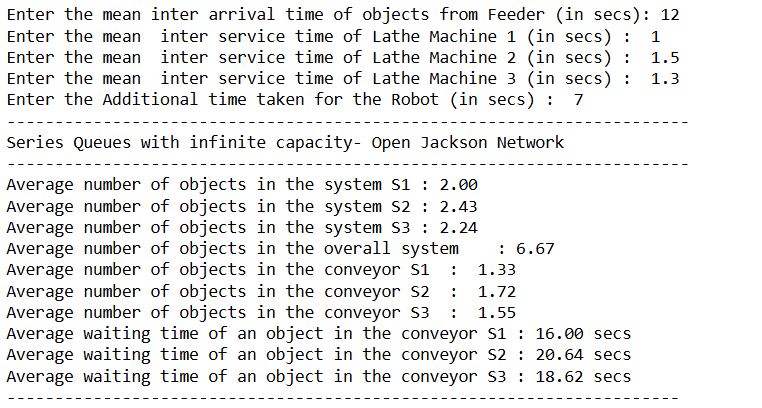 Enter the mean inter arrival time of objects from Feeder (in secs): 12
Enter the mean  inter service time of Lathe Machine 1 (in secs) :  1
Enter the mean  inter service time of Lathe Machine 2 (in secs) :  1.5
Enter the mean  inter service time of Lathe Machine 3 (in secs) :  1.3
Enter the Additional time taken for the Robot (in secs) :  7
-----------------------------------------------------------------------
Series Queues with infinite capacity- Open Jackson Network
-----------------------------------------------------------------------
Average number of objects in the system S1 : 2.00
Average number of objects in the system S2 : 2.43
Average number of objects in the system S3 : 2.24
Average number of objects in the overall system    : 6.67
Average number of objects in the conveyor S1  :  1.33
Average number of objects in the conveyor S2  :  1.72
Average number of objects in the conveyor S3  :  1.55
Average waiting time of an object in the conveyor S1 : 16.00 secs
Average waiting time of an object in the conveyor S2 : 20.64 secs
Average waiting time of an object in the conveyor S3 : 18.62 secs
----------------------------------------------------------------------